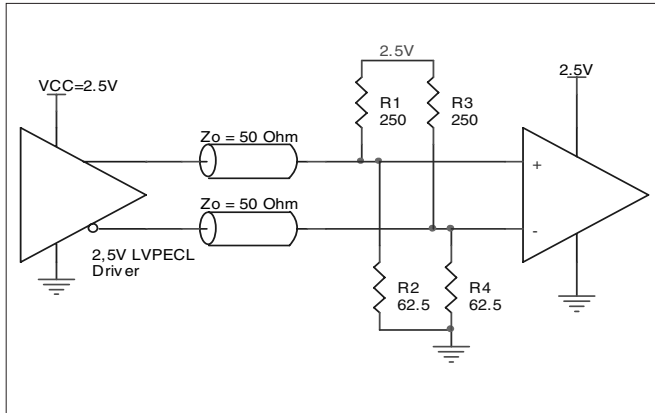 2.5V
VCC=2.5V
2.5V
R1
250
R3
250
Zo = 50 Ohm
+
Zo = 50 Ohm
-
2,5V LVPECL
Driver
R2
62.5
R4
62.5